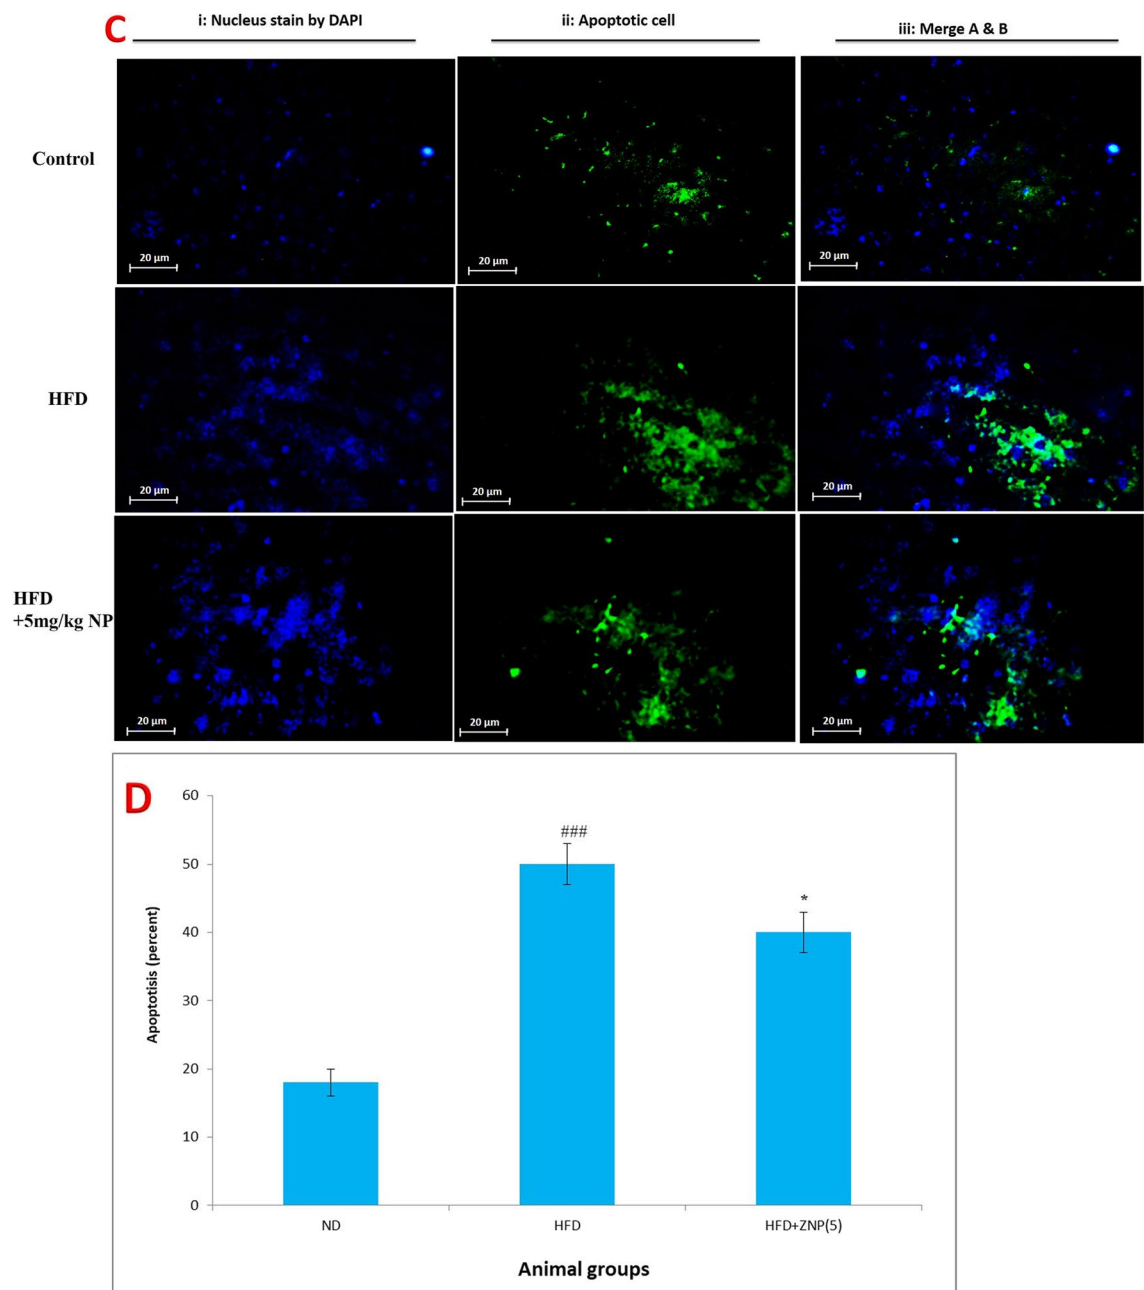 C
i: Nucleus stain by DAPI
ii: Apoptotic cell
iii: Merge A & B
Control
20 µm
20 µm
20 µm
HFD
20 µm
20 µm
20 µm
HFD
+5mg/kg NP
20 µm
20 µm
20 µm
D
60
50
40
30
20
10
0
Apoptotisis (percent)
###
*
ND
HFD
HFD+ZNP(5)
Animal groups